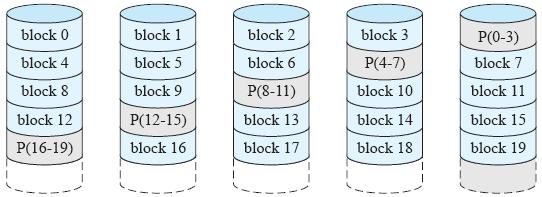 block 0 block 1 block 2 block 3 P(0-3)
block 4 block 5 block 6 P(4-7) block 7
block 8 block 9 P(8-11) block 10 block 11
block 12 P(12-15) block 13 block 14 block 15
P(16-19) block 16 block 17 block 18 block 19